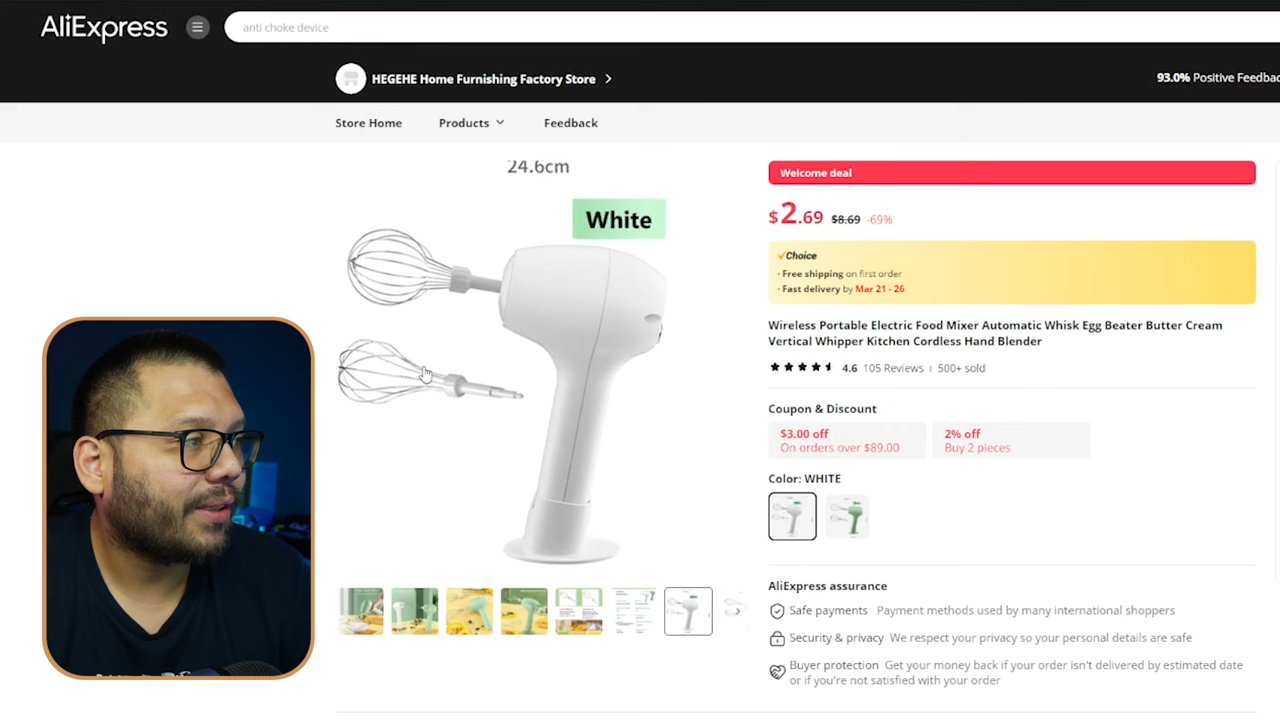 AliExpress
anti choke device
HEGEHE Home Furnishing Factory Store
93.0% Positive Feedbac
Store Home
Products
Feedback
24.6cm
White
Welcome deal
$2.69 $8.69 -69%
Choice
· Free shipping on first order
· Fast delivery by Mar 21 - 26
Wireless Portable Electric Food Mixer Automatic Whisk Egg Beater Butter Cream
Vertical Whipper Kitchen Cordless Hand Blender
4.6 105 Reviews 500+ sold
Coupon & Discount
$3.00 off
On orders over $89.00
2% off
Buy 2 pieces
Color: WHITE
AliExpress assurance
Safe payments Payment methods used by many international shoppers
Security & privacy We respect your privacy so your personal details are safe
Buyer protection Get your money back if your order isn't delivered by estimated date
or if you're not satisfied with your order